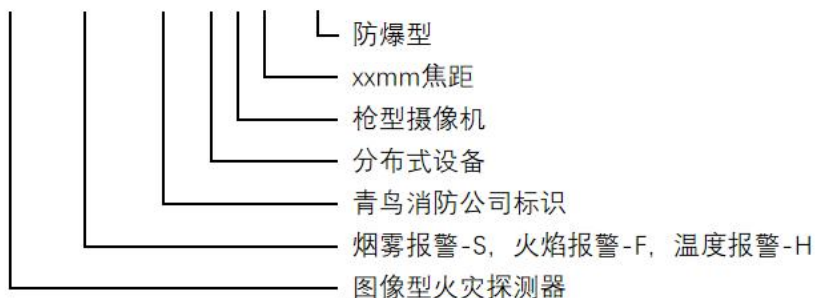 防爆型
xxmm焦距
枪型摄像机
分布式设备
青鸟消防公司标识
烟雾报警-S, 火焰报警-F, 温度报警-H
图像型火灾探测器